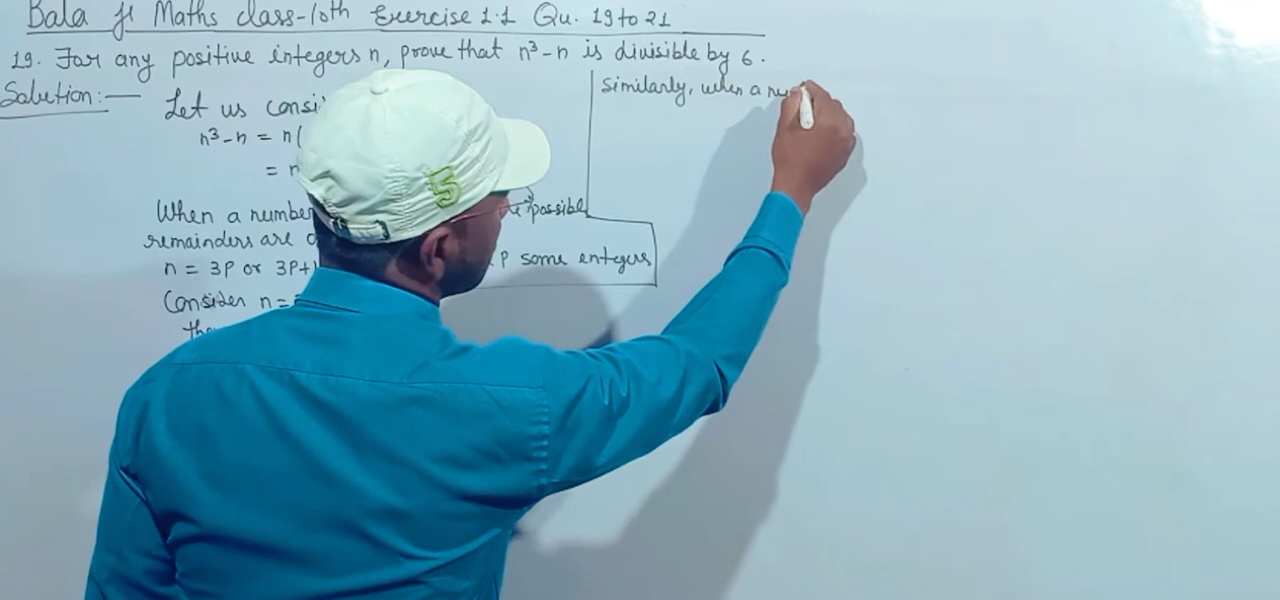 Bala Ji Maths class-10th Exercise 1.1 Qu. 19 to 21
19. For any positive integers n, prove that n³-n is divisible by 6.
Solution:—
Let us consi
n³-n = n(
= n
When a number possible
remainders are
n = 3P or 3P+1 P some integers
Consider n=
the
Similarly, when a nu
5